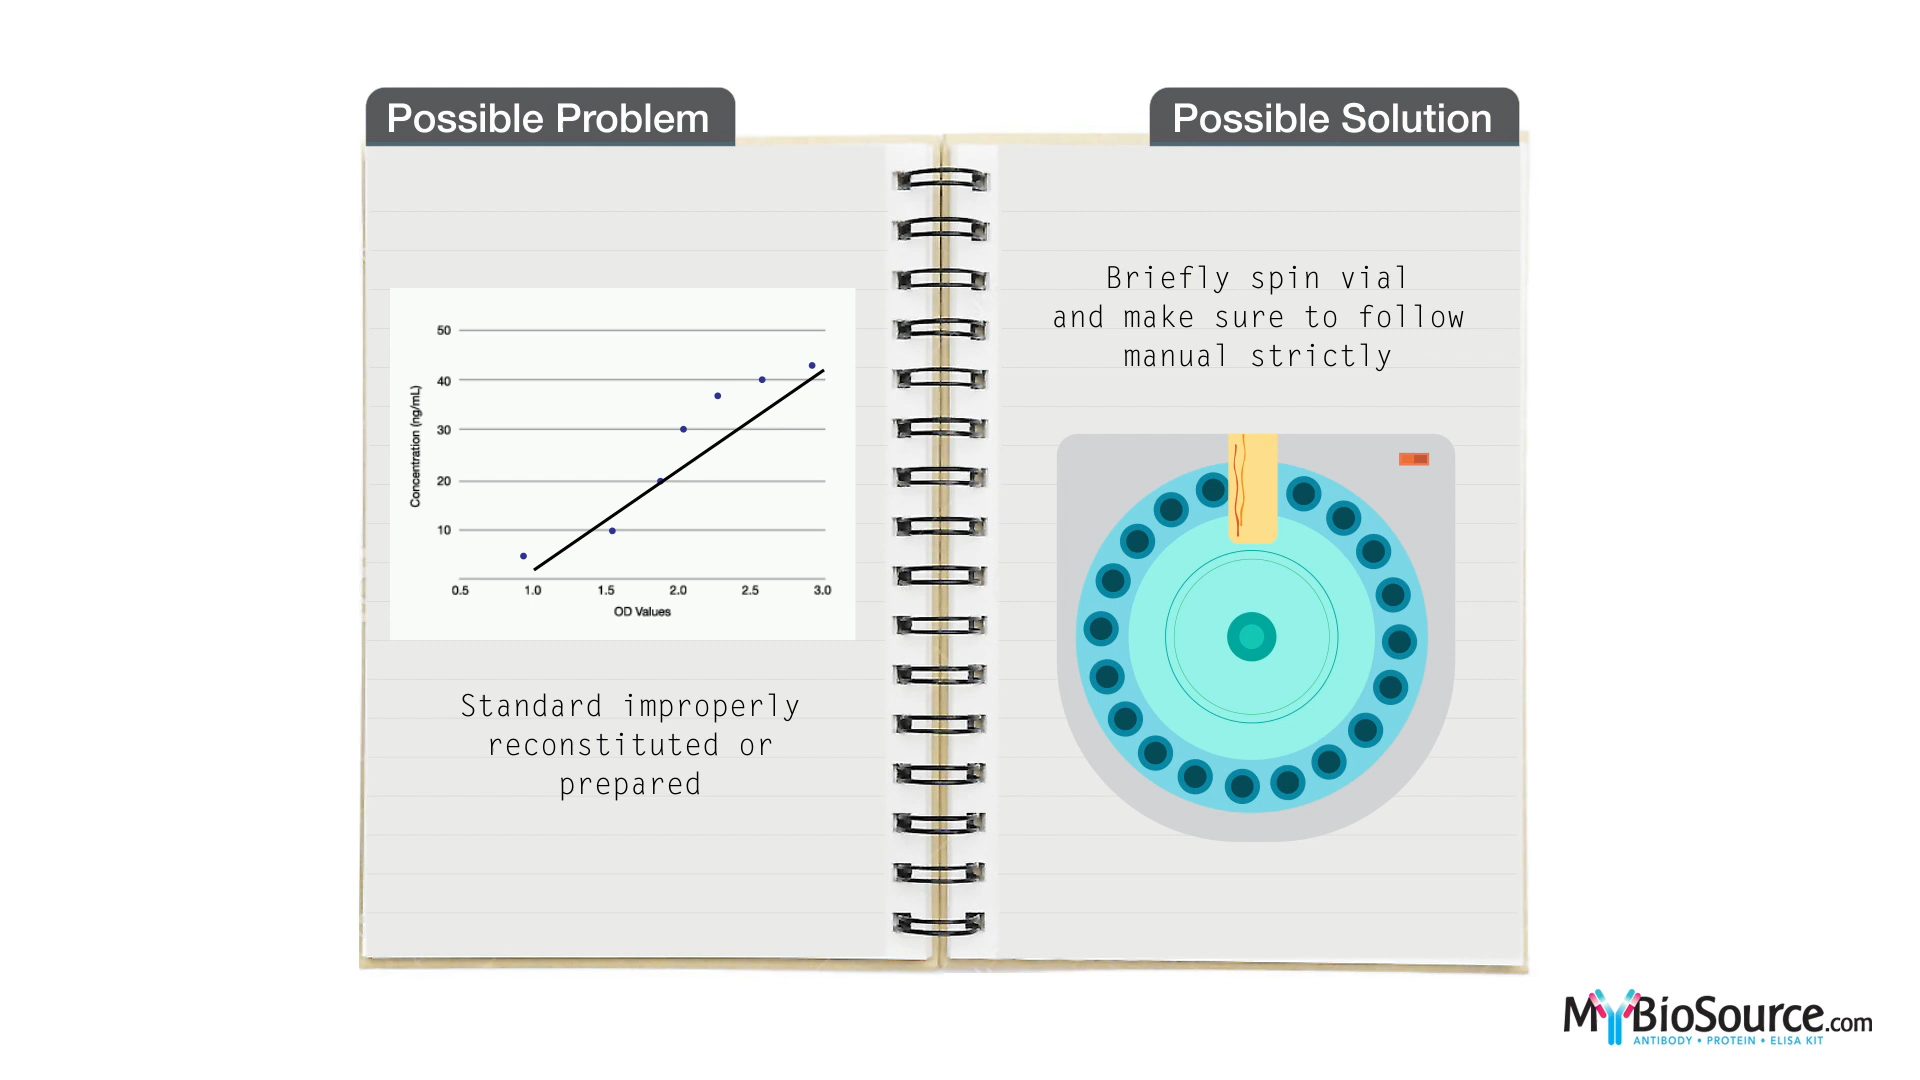 Possible Problem
50
40
30
20
10
Concentration (ng/mL)
0.5 1.0 1.5 2.0 2.5 3.0
OD Values
Standard improperly
reconstituted or
prepared
Possible Solution
Briefly spin vial
and make sure to follow
manual strictly
MYBioSource.com
ANTIBODY • PROTEIN • ELISA KIT